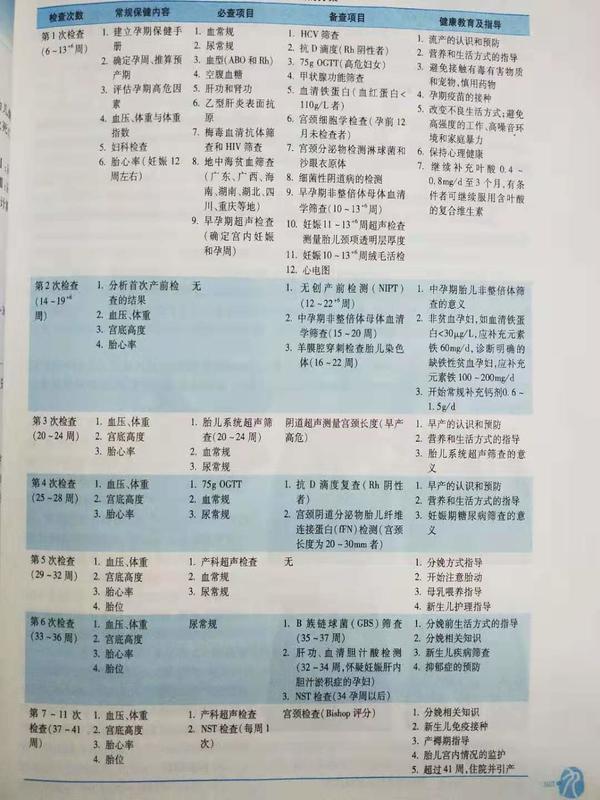 检查次数
常规保健内容
必查项目
备查项目
健康教育及指导
第1次检查
(6~13⁺⁶周)
1. 建立孕期保健手
册
2. 确定孕周、推算预
产期
3. 评估孕期高危因
素
4. 血压、体重与体重
指数
5. 妇科检查
6. 胎心率(妊娠12
周左右)
1. 血常规
2. 尿常规
3. 血型(ABO和Rh)
4. 空腹血糖
5. 肝功和肾功
6. 乙型肝炎表面抗
原
7. 梅毒血清抗体筛
查和HIV筛查
8. 地中海贫血筛查
(广东、广西、海
南、湖南、湖北、四
川、重庆等地)
9. 早孕期超声检查
(确定宫内妊娠
和孕周)
1. HCV筛查
2. 抗D滴度(Rh阴性者)
3. 75g OGTT(高危妇女)
4. 甲状腺功能筛查
5. 血清铁蛋白(血红蛋白<
110g/L者)
6. 宫颈细胞学检查(孕前12
月未检查者)
7. 宫颈分泌物检测淋球菌和
沙眼衣原体
8. 细菌性阴道病的检测
9. 早孕期非整倍体母体血清
学筛查(10~13⁺⁶周)
10. 妊娠11~13⁺⁶周超声检查
测量胎儿颈项透明层厚度
11. 妊娠10~13⁺⁶周绒毛活检
12. 心电图
1. 流产的认识和预防
2. 营养和生活方式的指导
3. 避免接触有毒有害物质
和宠物,慎用药物
4. 孕期疫苗的接种
5. 改变不良生活方式;避免
高强度的工作、高噪音环
境和家庭暴力
6. 保持心理健康
7. 继续补充叶酸0.4~
0.8mg/d至3个月,有条
件者可继续服用含叶酸
的复合维生素
第2次检查
(14~19⁺⁶
周)
1. 分析首次产前检
查的结果
2. 血压、体重
3. 宫底高度
4. 胎心率
无
1. 无创产前检测(NIPT)
(12~22⁺⁶周)
2. 中孕期非整倍体母体血清
学筛查(15~20周)
3. 羊膜腔穿刺检查胎儿染色
体(16~22周)
1. 中孕期胎儿非整倍体筛
查的意义
2. 非贫血孕妇,如血清铁蛋
白<30μg/L,应补充元素
铁60mg/d,诊断明确的
缺铁性贫血孕妇,应补充
元素铁100~200mg/d
3. 开始常规补充钙剂0.6~
1.5g/d
第3次检查
(20~24周)
1. 血压、体重
2. 宫底高度
3. 胎心率
1. 胎儿系统超声筛
查(20~24周)
2. 血常规
3. 尿常规
阴道超声测量宫颈长度(早产
高危)
1. 早产的认识和预防
2. 营养和生活方式的指导
3. 胎儿系统超声筛查的意
义
第4次检查
(25~28周)
1. 血压、体重
2. 宫底高度
3. 胎心率
1. 75g OGTT
2. 血常规
3. 尿常规
1. 抗D滴度复查(Rh阴性
者)
2. 宫颈阴道分泌物胎儿纤维
连接蛋白(fFN)检测(宫颈
长度为20~30mm者)
1. 早产的认识和预防
2. 营养和生活方式的指导
3. 妊娠期糖尿病筛查的意
义
第5次检查
(29~32周)
1. 血压、体重
2. 宫底高度
3. 胎心率
4. 胎位
1. 产科超声检查
2. 血常规
3. 尿常规
无
1. 分娩方式指导
2. 开始注意胎动
3. 母乳喂养指导
4. 新生儿护理指导
第6次检查
(33~36周)
1. 血压、体重
2. 宫底高度
3. 胎心率
4. 胎位
尿常规
1. B族链球菌(GBS)筛查
(35~37周)
2. 肝功、血清胆汁酸检测
(32~34周,怀疑妊娠肝内
胆汁淤积症的孕妇)
3. NST检查(34孕周以后)
1. 分娩前生活方式的指导
2. 分娩相关知识
3. 新生儿疾病筛查
4. 抑郁症的预防
第7~11次
检查(37~41
周)
1. 血压、体重
2. 宫底高度
3. 胎心率
4. 胎位
1. 产科超声检查
2. NST检查(每周1
次)
宫颈检查(Bishop评分)
1. 分娩相关知识
2. 新生儿免疫接种
3. 产褥期指导
4. 胎儿宫内情况的监护
5. 超过41周,住院并引产